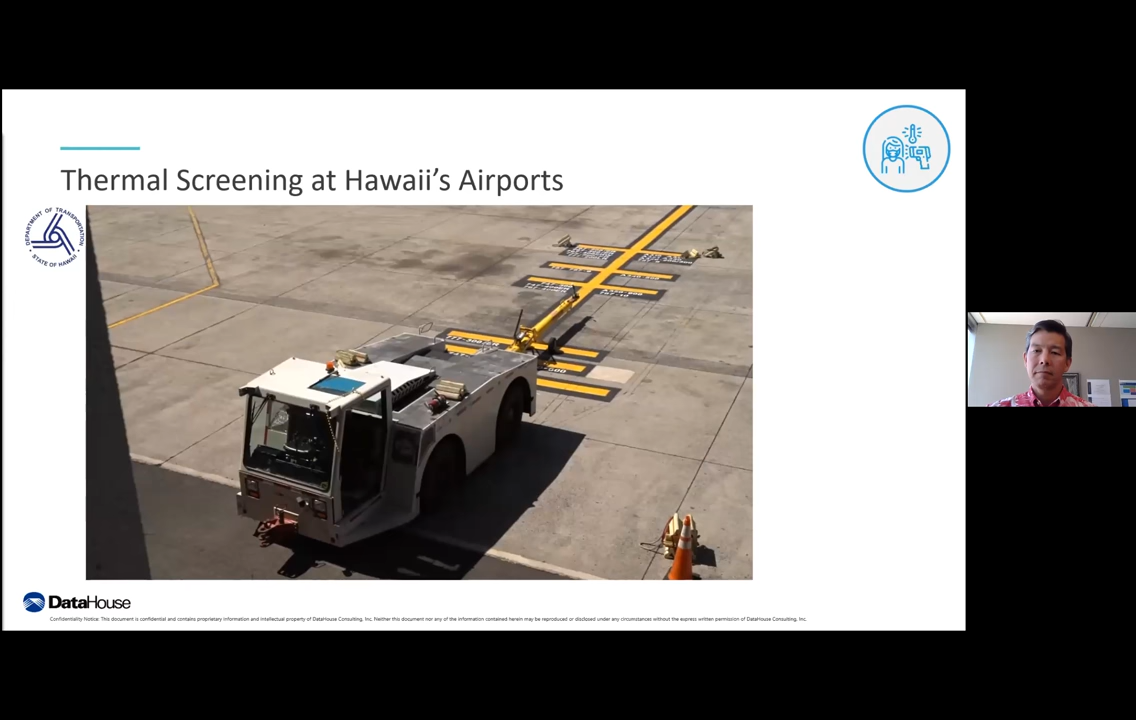 Thermal Screening at Hawaii's Airports
DEPARTMENT OF TRANSPORTATION
STATE OF HAWAII
DataHouse
Confidentiality Notice: This document is confidential and contains proprietary information and intellectual property of DataHouse Consulting, Inc. Neither this document nor any of the information contained herein may be reproduced or disclosed under any circumstances without the express written permission of DataHouse Consulting, Inc.